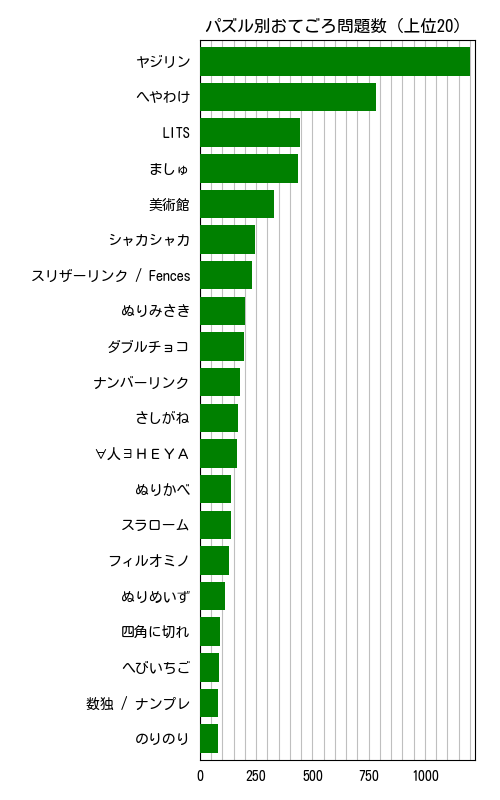 パズル別おてごろ問題数 (上位20)
ヤジリン
へやわけ
LITS
ましゅ
美術館
シャカシャカ
スリザーリンク / Fences
ぬりみさき
ダブルチョコ
ナンバーリンク
さしがね
∀人∃ＨＥＹＡ
ぬりかべ
スラローム
フィルオミノ
ぬりめいず
四角に切れ
へびいちご
数独 / ナンプレ
のりのり
0 250 500 750 1000